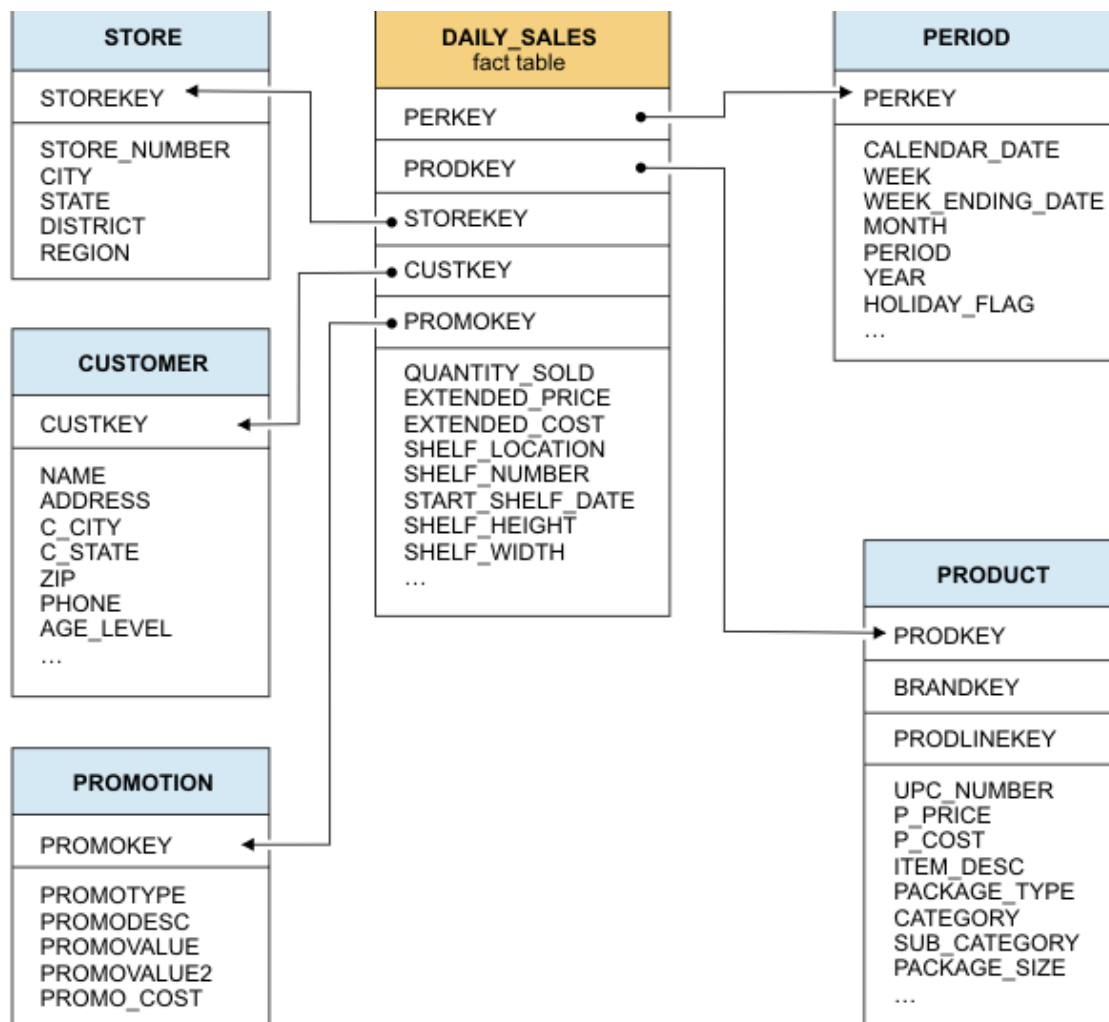 STORE
STOREKEY
STORE_NUMBER
CITY
STATE
DISTRICT
REGION
CUSTOMER
CUSTKEY
NAME
ADDRESS
C_CITY
C_STATE
ZIP
PHONE
AGE_LEVEL
…
PROMOTION
PROMOKEY
PROMOTYPE
PROMODESC
PROMOVALUE
PROMOVALUE2
PROMO_COST
DAILY_SALES
fact table
PERKEY
PRODKEY
STOREKEY
CUSTKEY
PROMOKEY
QUANTITY_SOLD
EXTENDED_PRICE
EXTENDED_COST
SHELF_LOCATION
SHELF_NUMBER
START_SHELF_DATE
SHELF_HEIGHT
SHELF_WIDTH
…
PERIOD
PERKEY
CALENDAR_DATE
WEEK
WEEK_ENDING_DATE
MONTH
PERIOD
YEAR
HOLIDAY_FLAG
…
PRODUCT
PRODKEY
BRANDKEY
PRODLINEKEY
UPC_NUMBER
P_PRICE
P_COST
ITEM_DESC
PACKAGE_TYPE
CATEGORY
SUB_CATEGORY
PACKAGE_SIZE
…